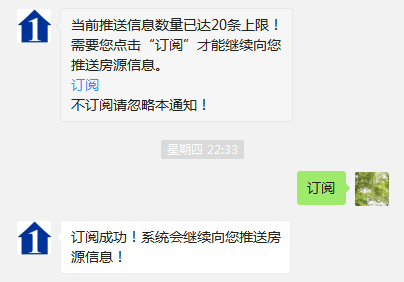 当前推送信息数量已达20条上限！
需要您点击“订阅”才能继续向您
推送房源信息。
订阅
不订阅请忽略本通知！
星期四 22:33
订阅
订阅成功！系统会继续向您推送房
源信息！
1
1